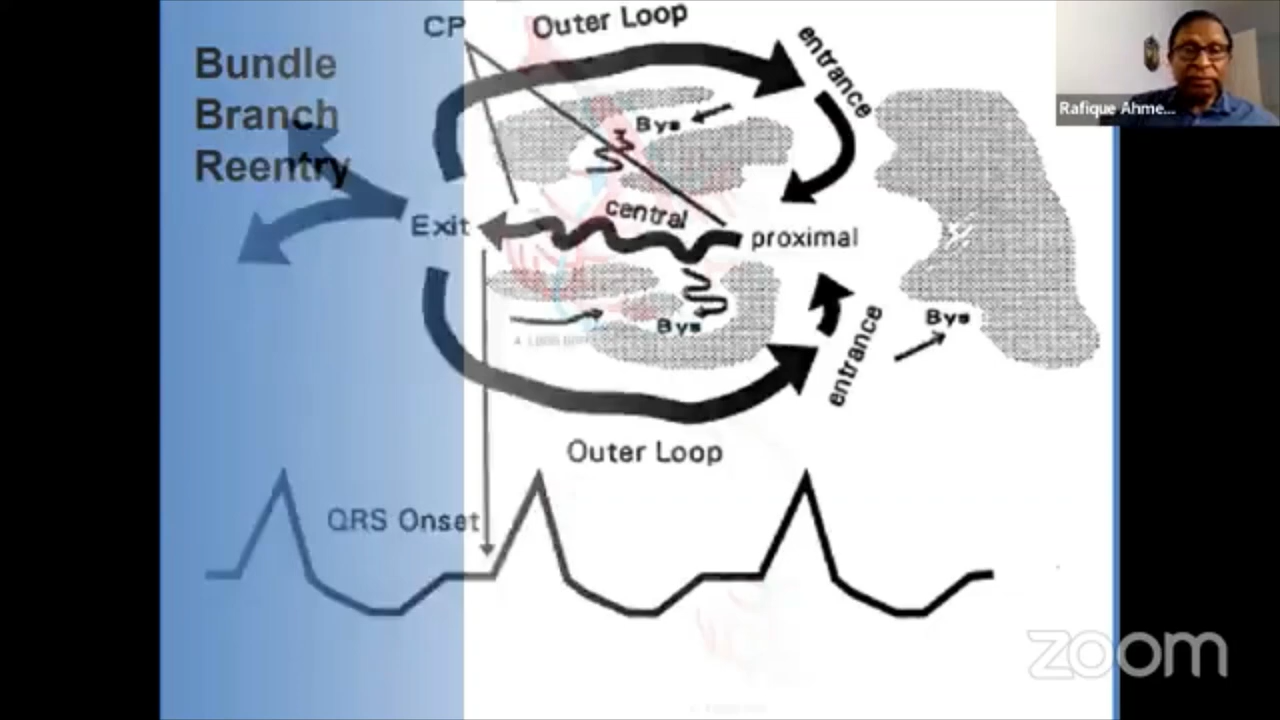 CP
Outer Loop
entrance
Bundle
Branch
Reentry
Rafique Ahme...
Bys
central
Exit
proximal
Bys
Bys
entrance
Outer Loop
QRS Onset
zoom